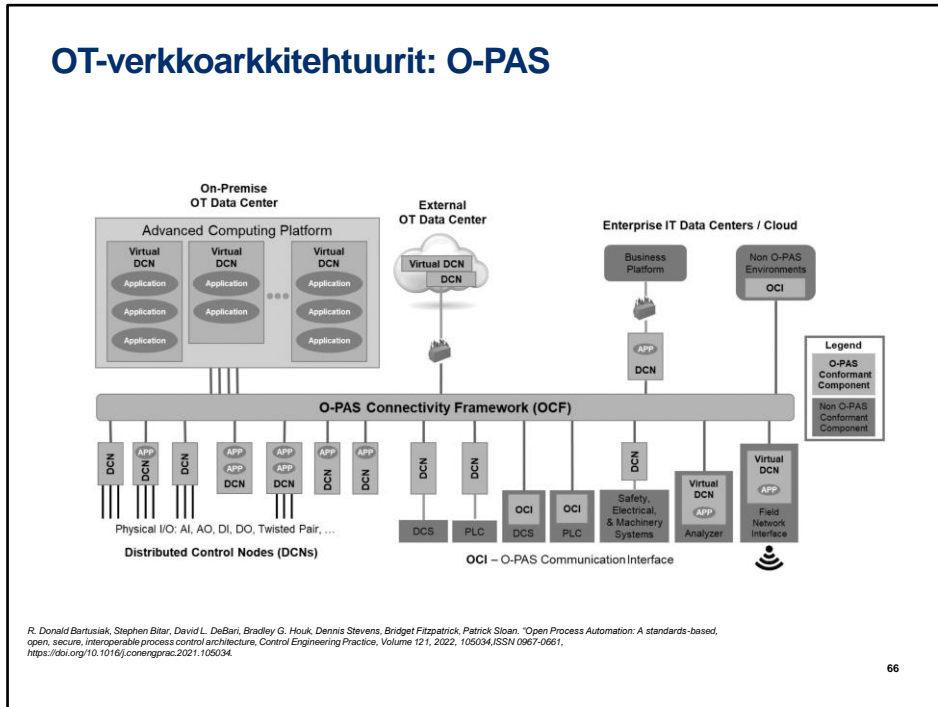 OT-verkkoarkkitehtuurit: O-PAS
On-Premise
OT Data Center
Advanced Computing Platform
Virtual
DCN
Application
Application
Application
Virtual
DCN
Application
Application
Virtual
DCN
Application
Application
Application
External
OT Data Center
Virtual DCN
DCN
Enterprise IT Data Centers / Cloud
Business
Platform
APP
DCN
Non O-PAS
Environments
OCI
Legend
O-PAS
Conformant
Component
Non O-PAS
Conformant
Component
O-PAS Connectivity Framework (OCF)
DCN
APP
DCN
DCN
APP
APP
DCN
APP
APP
DCN
APP
DCN
APP
DCN
Physical I/O: AI, AO, DI, DO, Twisted Pair, ...
Distributed Control Nodes (DCNs)
DCN
DCS
DCN
PLC
OCI
DCS
OCI
PLC
DCN
Safety,
Electrical,
& Machinery
Systems
Virtual
DCN
APP
Analyzer
Virtual
DCN
APP
Field
Network
Interface
OCI – O-PAS Communication Interface
R. Donald Bartusiak, Stephen Bitar, David L. DeBari, Bradley G. Houk, Dennis Stevens, Bridget Fitzpatrick, Patrick Sloan. "Open Process Automation: A standards-based,
open, secure, interoperable process control architecture, Control Engineering Practice, Volume 121, 2022, 105034,ISSN 0967-0661,
https://doi.org/10.1016/j.conengprac.2021.105034.
66